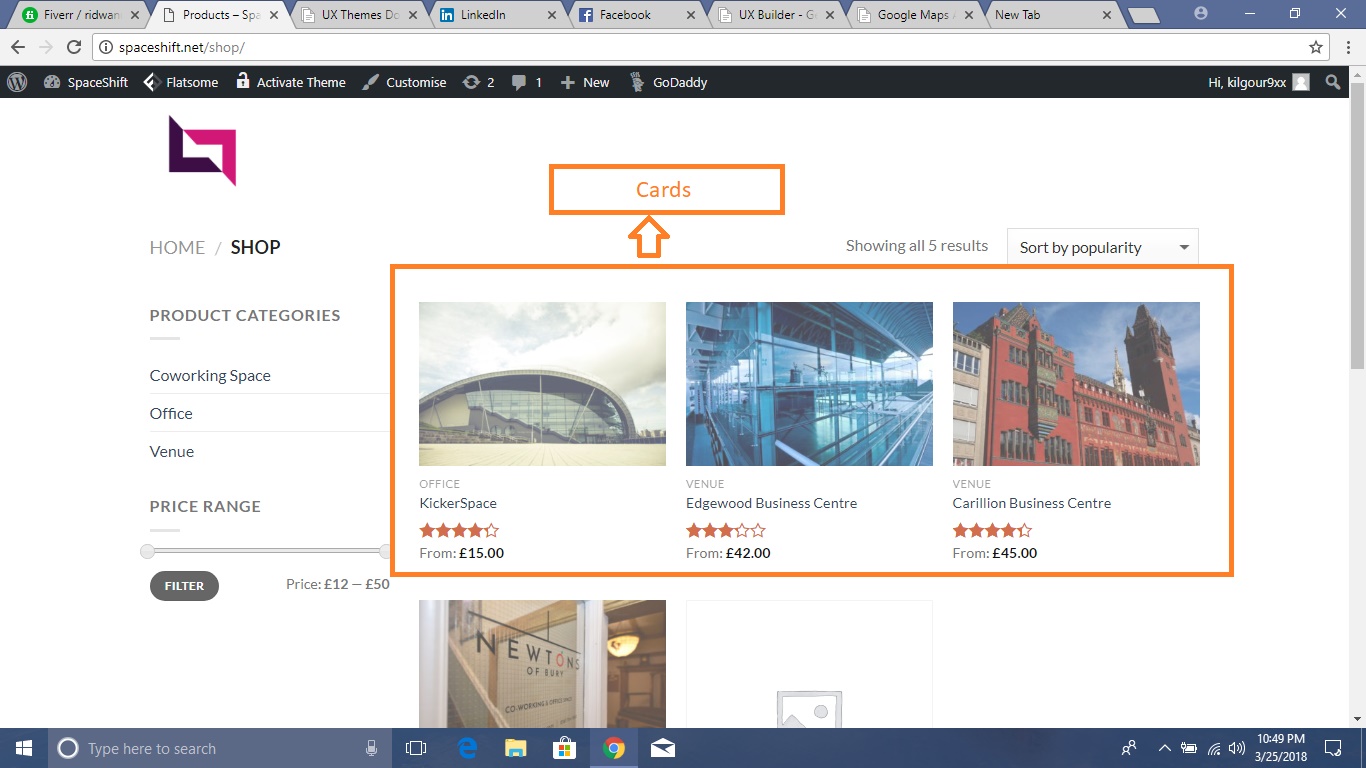 Fiverr / ridwan
Products – Spa
UX Themes Do
LinkedIn
Facebook
UX Builder - G
Google Maps A
New Tab
spaceshift.net/shop/
SpaceShift
Flatsome
Activate Theme
Customise
2
1
New
GoDaddy
Hi, kilgour9xx
Cards
HOME / SHOP
Showing all 5 results
Sort by popularity
PRODUCT CATEGORIES
Coworking Space
Office
Venue
PRICE RANGE
FILTER
Price: £12 — £50
OFFICE
KickerSpace
From: £15.00
VENUE
Edgewood Business Centre
From: £42.00
VENUE
Carillion Business Centre
From: £45.00
NEWTONS
OF BURY
CO-WORKING & OFFICE SPACE
Type here to search
10:49 PM
3/25/2018